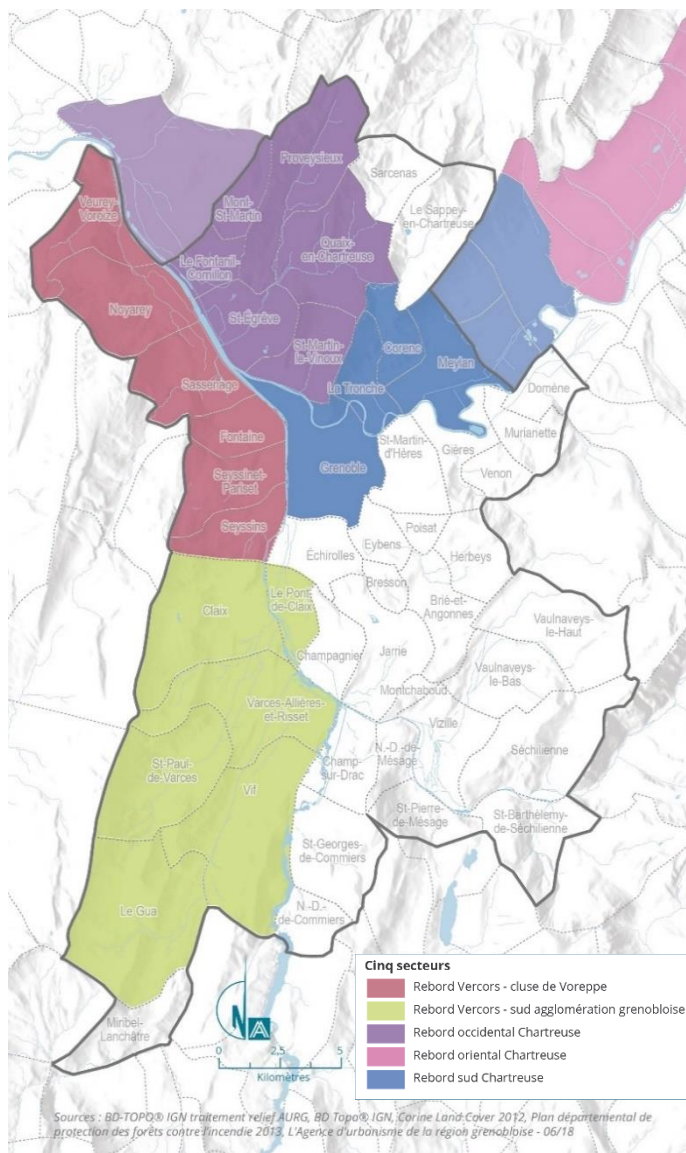 Proveysieux
Sarcenas
Veurey-
Voroize
Mont-
St-Martin
Le Sappey-
en-Chartreuse
Quaix-
en-Chartreuse
Le Fontanil-
Cornillon
Noyarey
St-Égrève
St-Martin-
le-Vinoux
Corenc
Meylan
Sassenage
La Tronche
Domène
Murianette
Fontaine
St-Martin-
d'Hères
Gières
Grenoble
Venon
Seyssinet-
Pariset
Seyssins
Poisat
Échirolles
Eybens
Herbeys
Bresson
Le Pont-
de-Claix
Brié-et-
Angonnes
Claix
Vaulnaveys-
le-Haut
Champagnier
Jarrie
Vaulnaveys-
le-Bas
Montchaboud
Varces-Allières-
et-Risset
Vizille
N.-D.-de-
Mésage
Séchilienne
St-Paul-
de-Varces
Champ-
sur-Drac
Vif
St-Pierre-
de-Mésage
St-Barthélemy-
de-Séchilienne
St-Georges-
de-Commiers
Le Gua
N.-D.-
de-Commiers
Miribel-
Lanchâtre
N
A
0 2,5 5
Kilomètres
Cinq secteurs
Rebord Vercors - cluse de Voreppe
Rebord Vercors - sud agglomération grenobloise
Rebord occidental Chartreuse
Rebord oriental Chartreuse
Rebord sud Chartreuse
Sources : BD-TOPO® IGN traitement relief AURG, BD Topo® IGN, Corine Land Cover 2012, Plan départemental de
protection des forêts contre l'incendie 2013, L'Agence d'urbanisme de la région grenobloise - 06/18